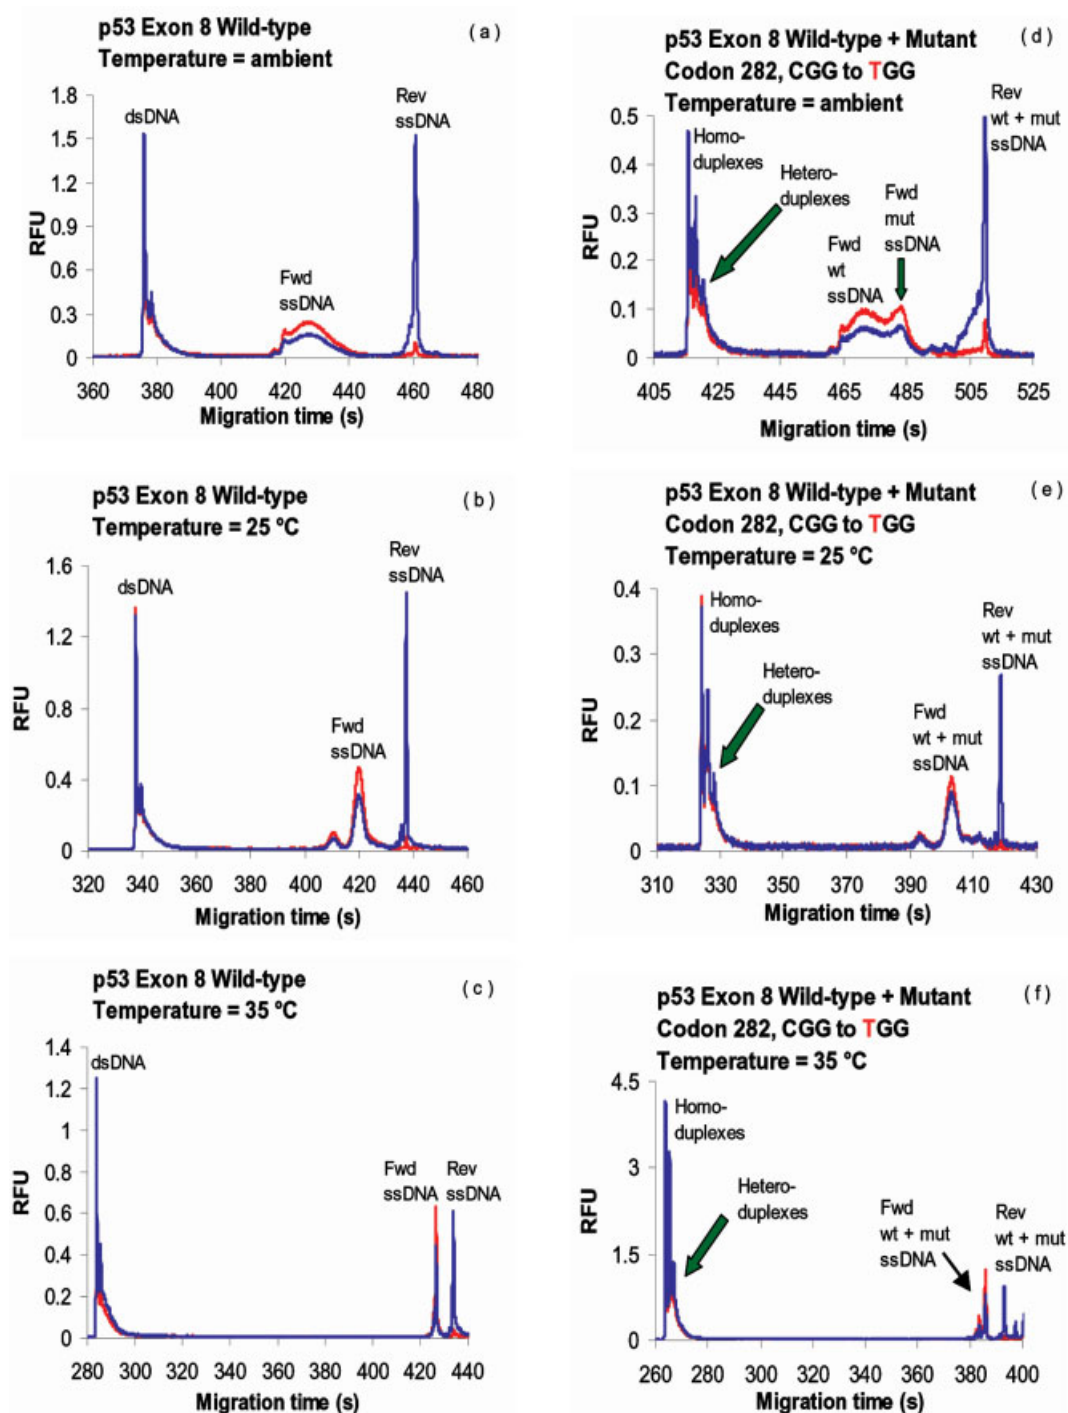 p53 Exon 8 Wild-type
Temperature = ambient
(a)
1.8
1.5
1.2
0.9
0.6
0.3
0
RFU
dsDNA
Fwd
ssDNA
Rev
ssDNA
360 380 400 420 440 460 480
Migration time (s)
p53 Exon 8 Wild-type + Mutant
Codon 282, CGG to TGG
Temperature = ambient
(d)
0.5
0.4
0.3
0.2
0.1
0
RFU
Homo-
duplexes
Hetero-
duplexes
Fwd
wt
ssDNA
Fwd
mut
ssDNA
Rev
wt + mut
ssDNA
405 425 445 465 485 505 525
Migration time (s)
p53 Exon 8 Wild-type
Temperature = 25 °C
(b)
1.6
1.2
0.8
0.4
0
RFU
dsDNA
Fwd
ssDNA
Rev
ssDNA
320 340 360 380 400 420 440 460
Migration time (s)
p53 Exon 8 Wild-type + Mutant
Codon 282, CGG to TGG
Temperature = 25 °C
(e)
0.4
0.3
0.2
0.1
0
RFU
Homo-
duplexes
Hetero-
duplexes
Fwd
wt + mut
ssDNA
Rev
wt + mut
ssDNA
310 330 350 370 390 410 430
Migration time (s)
p53 Exon 8 Wild-type
Temperature = 35 °C
(c)
1.4
1.2
1
0.8
0.6
0.4
0.2
0
RFU
dsDNA
Fwd
ssDNA
Rev
ssDNA
280 300 320 340 360 380 400 420 440
Migration time (s)
p53 Exon 8 Wild-type + Mutant
Codon 282, CGG to TGG
Temperature = 35 °C
(f)
4.5
3
1.5
0
RFU
Homo-
duplexes
Hetero-
duplexes
Fwd
wt + mut
ssDNA
Rev
wt + mut
ssDNA
260 280 300 320 340 360 380 400
Migration time (s)